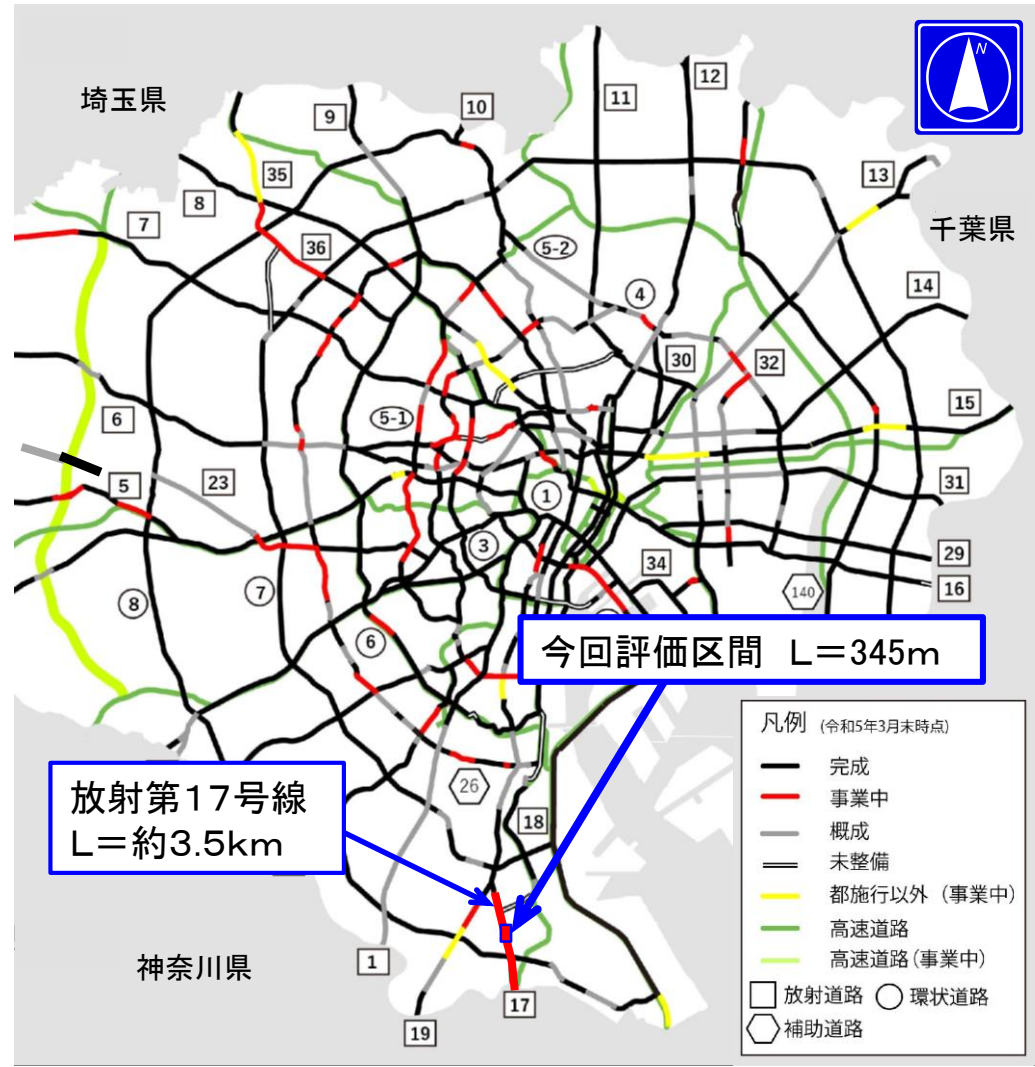 N
埼玉県
9
10
11
12
35
8
7
36
5-2
13
千葉県
4
14
30
32
15
6
5-1
23
5
1
31
3
34
29
16
140
8
7
6
今回評価区間 L=345m
放射第17号線
L=約3.5km
26
18
神奈川県
1
17
19
凡例 (令和5年3月末時点)
完成
事業中
概成
未整備
都施行以外(事業中)
高速道路
高速道路(事業中)
放射道路 環状道路
補助道路